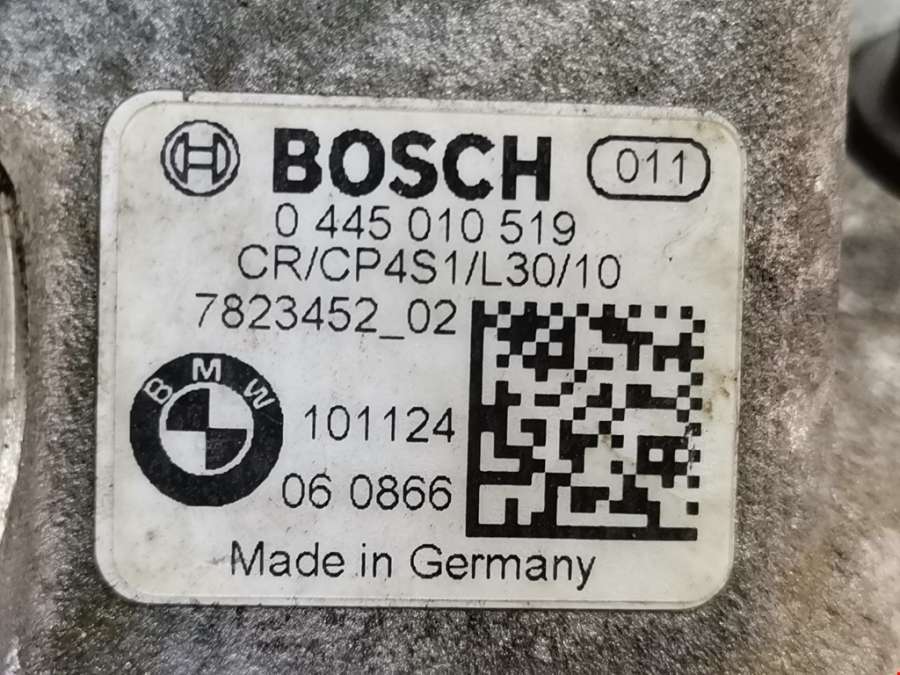 BOSCH 011
0 445 010 519
CR/CP4S1/L30/10
7823452_02
BMW
101124
06 0866
Made in Germany